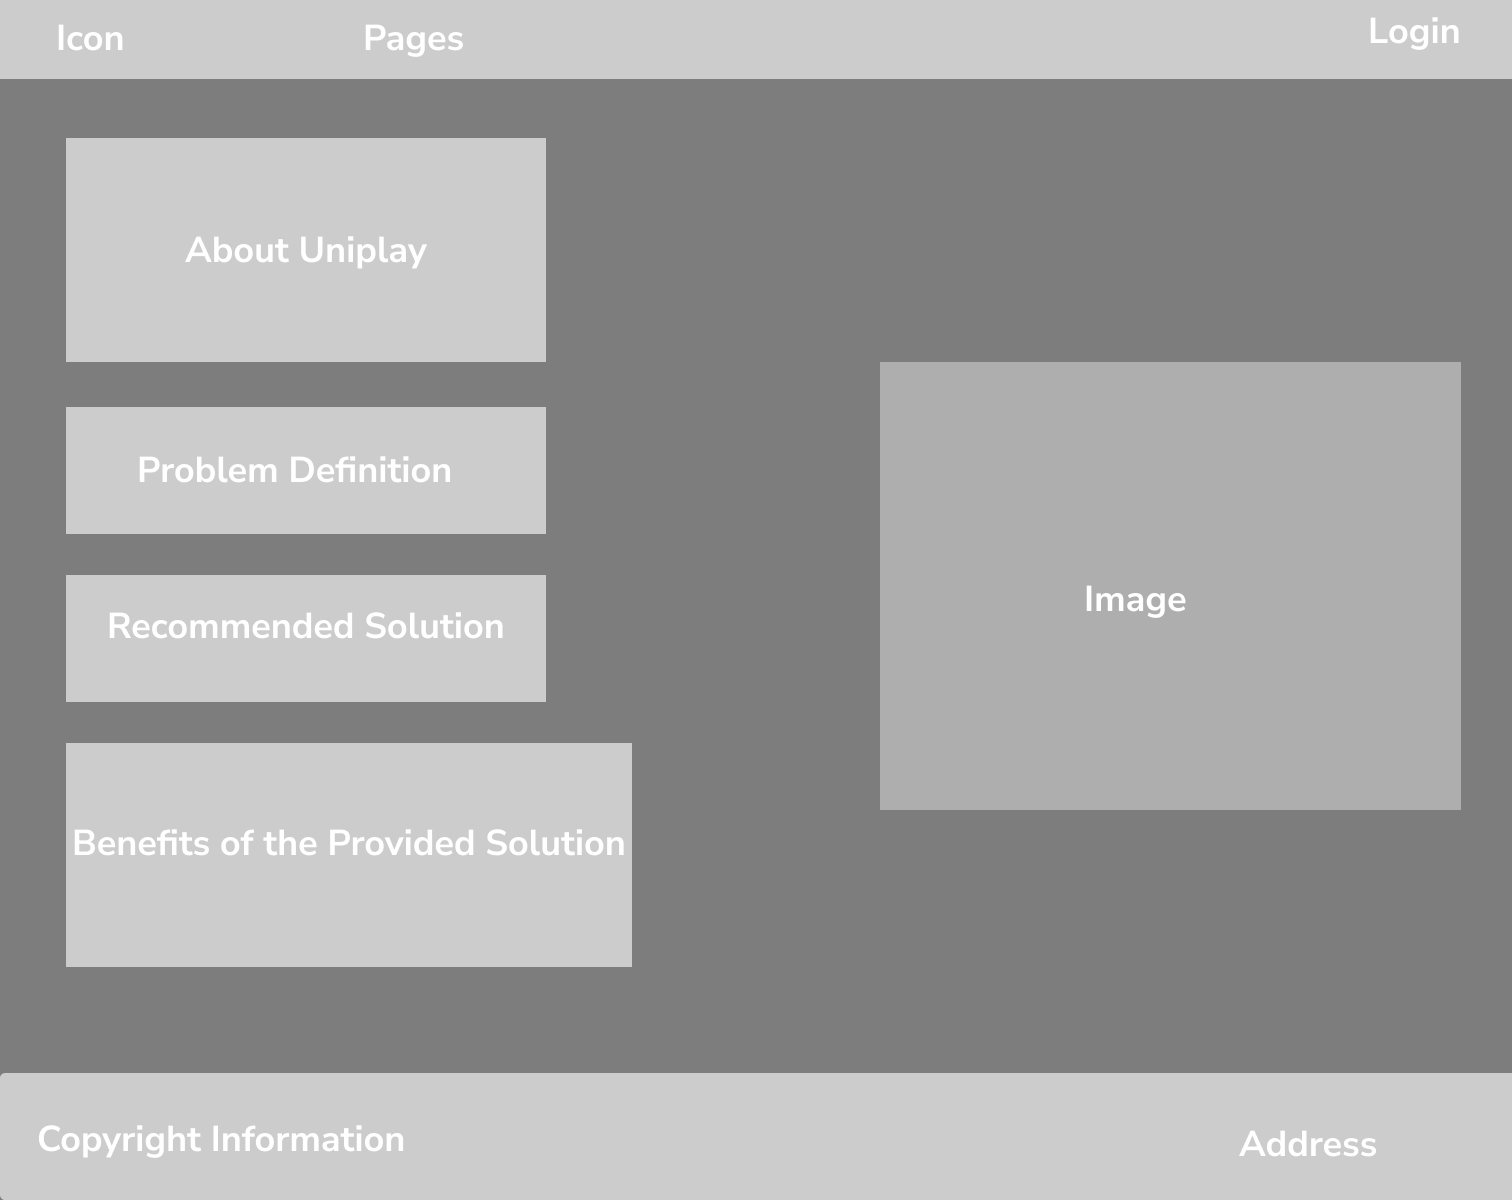 Icon
Pages
Login
About Uniplay
Problem Definition
Recommended Solution
Image
Benefits of the Provided Solution
Copyright Information
Address